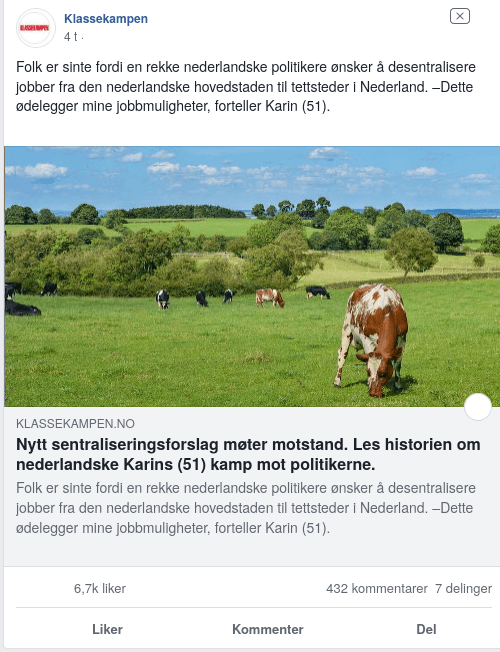 KLASSEKAMPEN
Klassekampen
4 t ·
Folk er sinte fordi en rekke nederlandske politikere ønsker å desentralisere
jobber fra den nederlandske hovedstaden til tettsteder i Nederland. –Dette
ødelegger mine jobbmuligheter, forteller Karin (51).
KLASSEKAMPEN.NO
Nytt sentraliseringsforslag møter motstand. Les historien om
nederlandske Karins (51) kamp mot politikerne.
Folk er sinte fordi en rekke nederlandske politikere ønsker å desentralisere
jobber fra den nederlandske hovedstaden til tettsteder i Nederland. –Dette
ødelegger mine jobbmuligheter, forteller Karin (51).
6,7k liker 432 kommentarer 7 delinger
Liker Kommenter Del